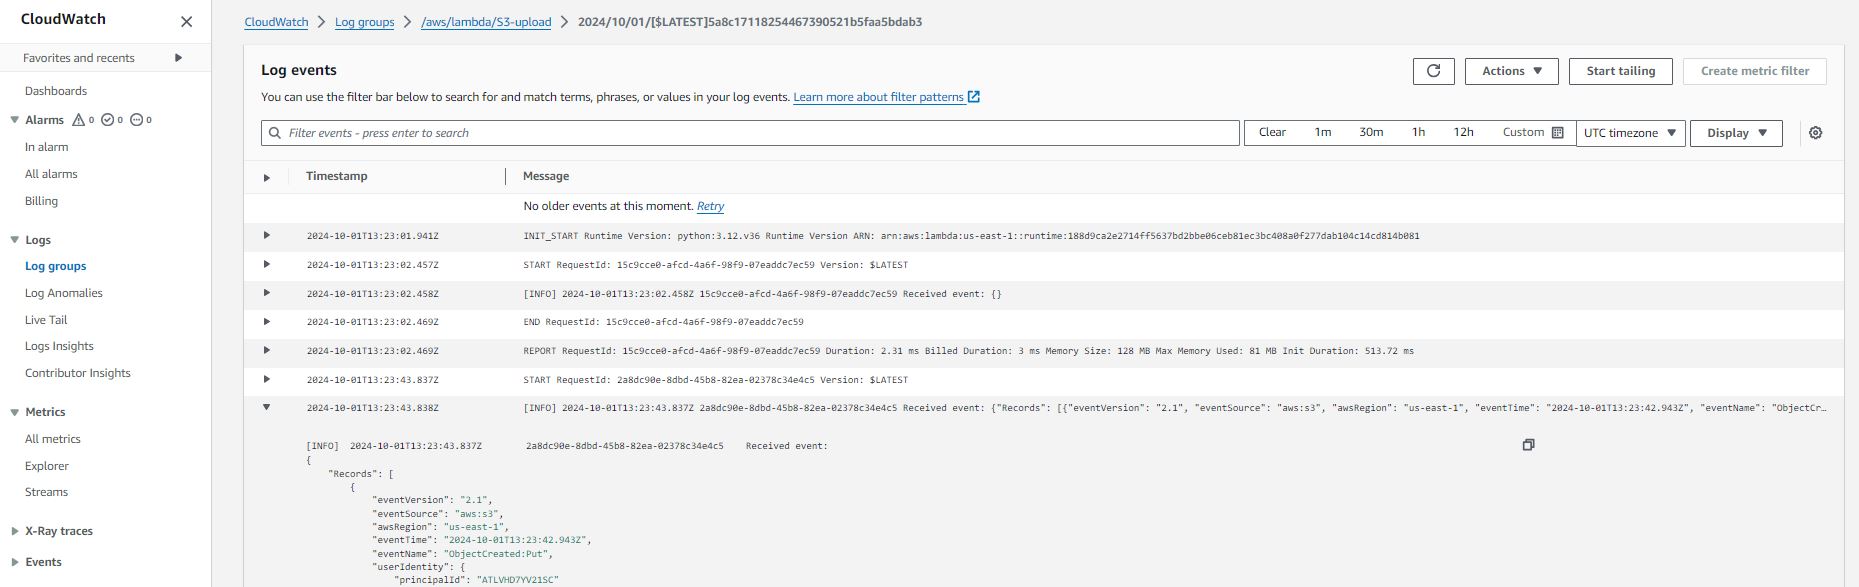 CloudWatch
Favorites and recents
Dashboards
Alarms 0 0 0
In alarm
All alarms
Billing
Logs
Log groups
Log Anomalies
Live Tail
Logs Insights
Contributor Insights
Metrics
All metrics
Explorer
Streams
X-Ray traces
Events
CloudWatch > Log groups > /aws/lambda/S3-upload > 2024/10/01/[$LATEST]5a8c17118254467390521b5faa5bdab3
Log events
Actions
Start tailing
Create metric filter
You can use the filter bar below to search for and match terms, phrases, or values in your log events. Learn more about filter patterns
Filter events - press enter to search
Clear 1m 30m 1h 12h Custom UTC timezone Display
Timestamp Message
No older events at this moment. Retry
2024-10-01T13:23:01.941Z INIT_START Runtime Version: python:3.12.v36 Runtime Version ARN: arn:aws:lambda:us-east-1::runtime:188d9ca2e2714ff5637bd2bbe06ceb81ec3bc408a0f277dab104c14cd814b081
2024-10-01T13:23:02.457Z START RequestId: 15c9cce0-afcd-4a6f-98f9-07eaddc7ec59 Version: $LATEST
2024-10-01T13:23:02.458Z [INFO] 2024-10-01T13:23:02.458Z 15c9cce0-afcd-4a6f-98f9-07eaddc7ec59 Received event: {}
2024-10-01T13:23:02.469Z END RequestId: 15c9cce0-afcd-4a6f-98f9-07eaddc7ec59
2024-10-01T13:23:02.469Z REPORT RequestId: 15c9cce0-afcd-4a6f-98f9-07eaddc7ec59 Duration: 2.31 ms Billed Duration: 3 ms Memory Size: 128 MB Max Memory Used: 81 MB Init Duration: 513.72 ms
2024-10-01T13:23:43.837Z START RequestId: 2a8dc90e-8dbd-45b8-82ea-02378c34e4c5 Version: $LATEST
2024-10-01T13:23:43.838Z [INFO] 2024-10-01T13:23:43.837Z 2a8dc90e-8dbd-45b8-82ea-02378c34e4c5 Received event: {"Records": [{"eventVersion": "2.1", "eventSource": "aws:s3", "awsRegion": "us-east-1", "eventTime": "2024-10-01T13:23:42.943Z", "eventName": "ObjectCr…
[INFO] 2024-10-01T13:23:43.837Z 2a8dc90e-8dbd-45b8-82ea-02378c34e4c5 Received event:
{
"Records": [
{
"eventVersion": "2.1",
"eventSource": "aws:s3",
"awsRegion": "us-east-1",
"eventTime": "2024-10-01T13:23:42.943Z",
"eventName": "ObjectCreated:Put",
"userIdentity": {
"principalId": "ATLVHD7YV21SC"